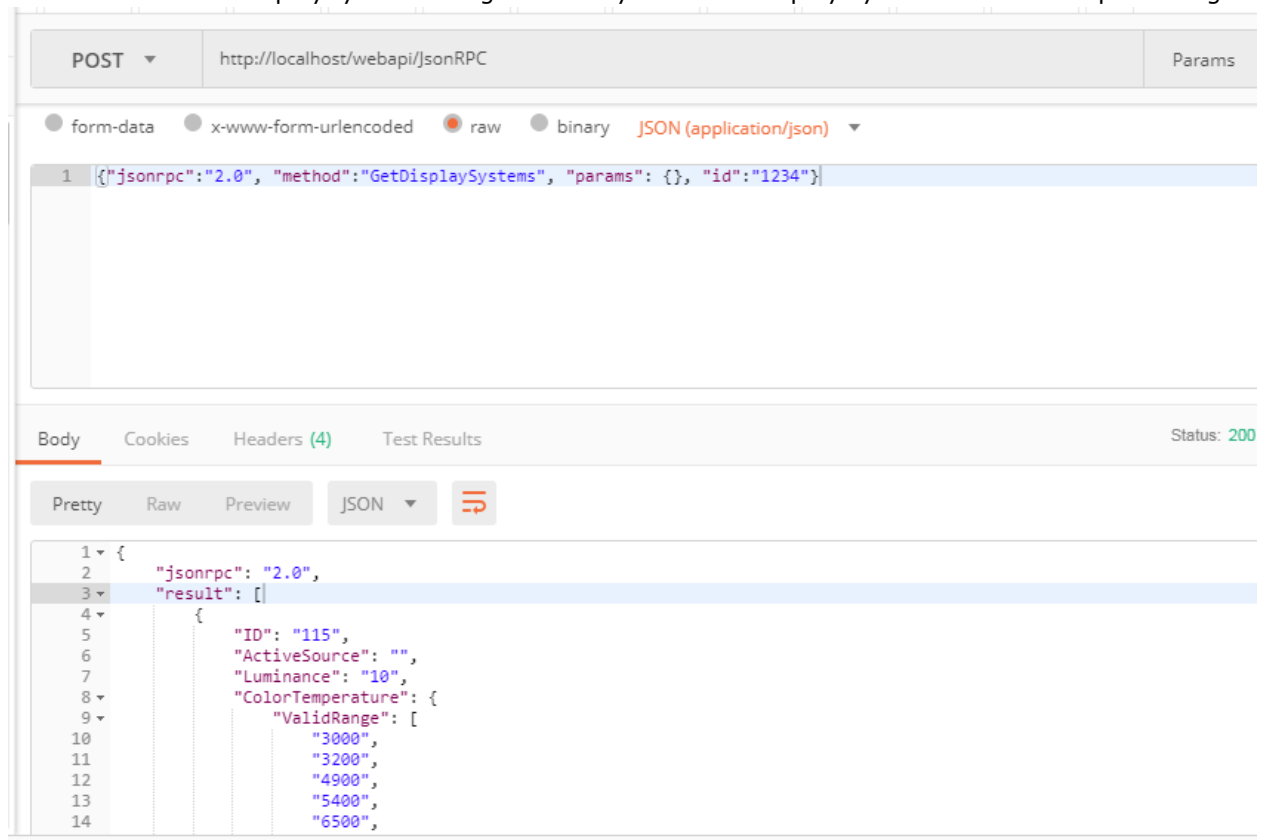 POST http://localhost/webapi/JsonRPC Params
form-data x-www-form-urlencoded raw binary JSON (application/json)
1 {"jsonrpc":"2.0", "method":"GetDisplaySystems", "params": {}, "id":"1234"}
Body Cookies Headers (4) Test Results Status: 200
Pretty Raw Preview JSON
1 {
2 "jsonrpc": "2.0",
3 "result": [
4 {
5 "ID": "115",
6 "ActiveSource": "",
7 "Luminance": "10",
8 "ColorTemperature": {
9 "ValidRange": [
10 "3000",
11 "3200",
12 "4900",
13 "5400",
14 "6500",